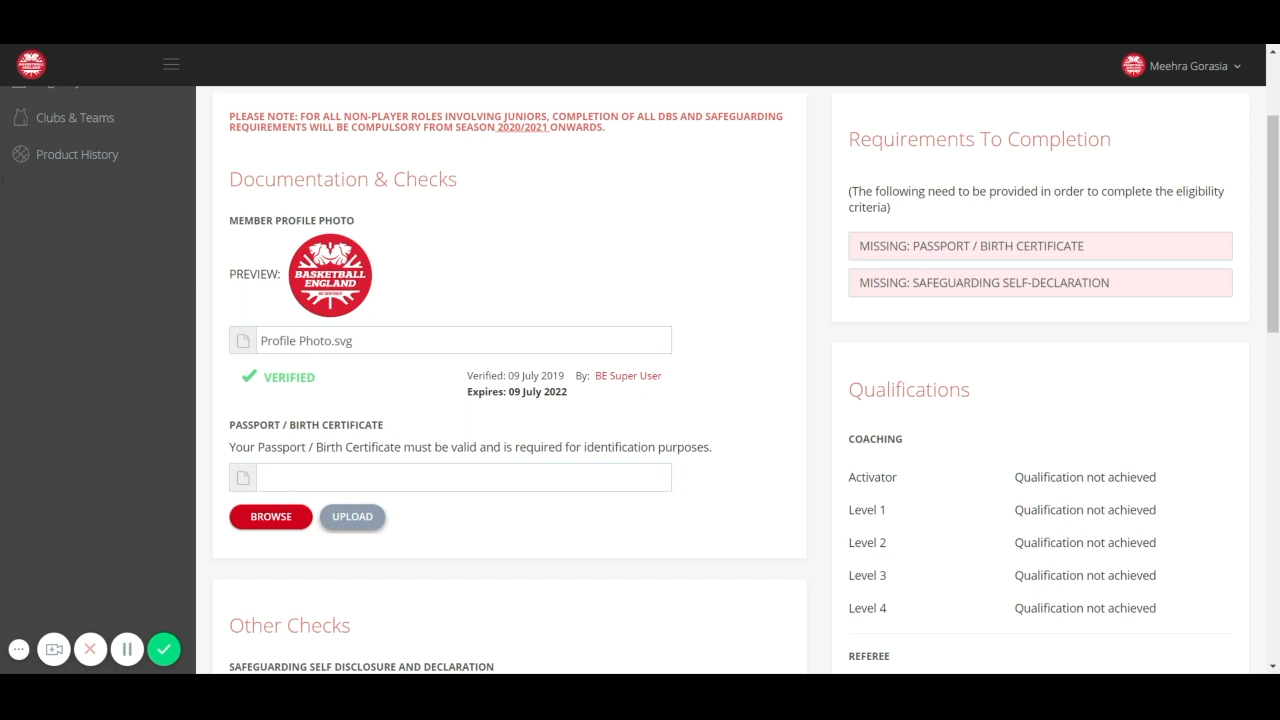 Meehra Gorasia
Clubs & Teams
Product History
PLEASE NOTE: FOR ALL NON-PLAYER ROLES INVOLVING JUNIORS, COMPLETION OF ALL DBS AND SAFEGUARDING
REQUIREMENTS WILL BE COMPULSORY FROM SEASON 2020/2021 ONWARDS.
Documentation & Checks
MEMBER PROFILE PHOTO
PREVIEW:
BASKETBALL
ENGLAND
Profile Photo.svg
VERIFIED
Verified: 09 July 2019 By: BE Super User
Expires: 09 July 2022
PASSPORT / BIRTH CERTIFICATE
Your Passport / Birth Certificate must be valid and is required for identification purposes.
BROWSE
UPLOAD
Other Checks
SAFEGUARDING SELF DISCLOSURE AND DECLARATION
Requirements To Completion
(The following need to be provided in order to complete the eligibility
criteria)
MISSING: PASSPORT / BIRTH CERTIFICATE
MISSING: SAFEGUARDING SELF-DECLARATION
Qualifications
COACHING
Activator Qualification not achieved
Level 1 Qualification not achieved
Level 2 Qualification not achieved
Level 3 Qualification not achieved
Level 4 Qualification not achieved
REFEREE